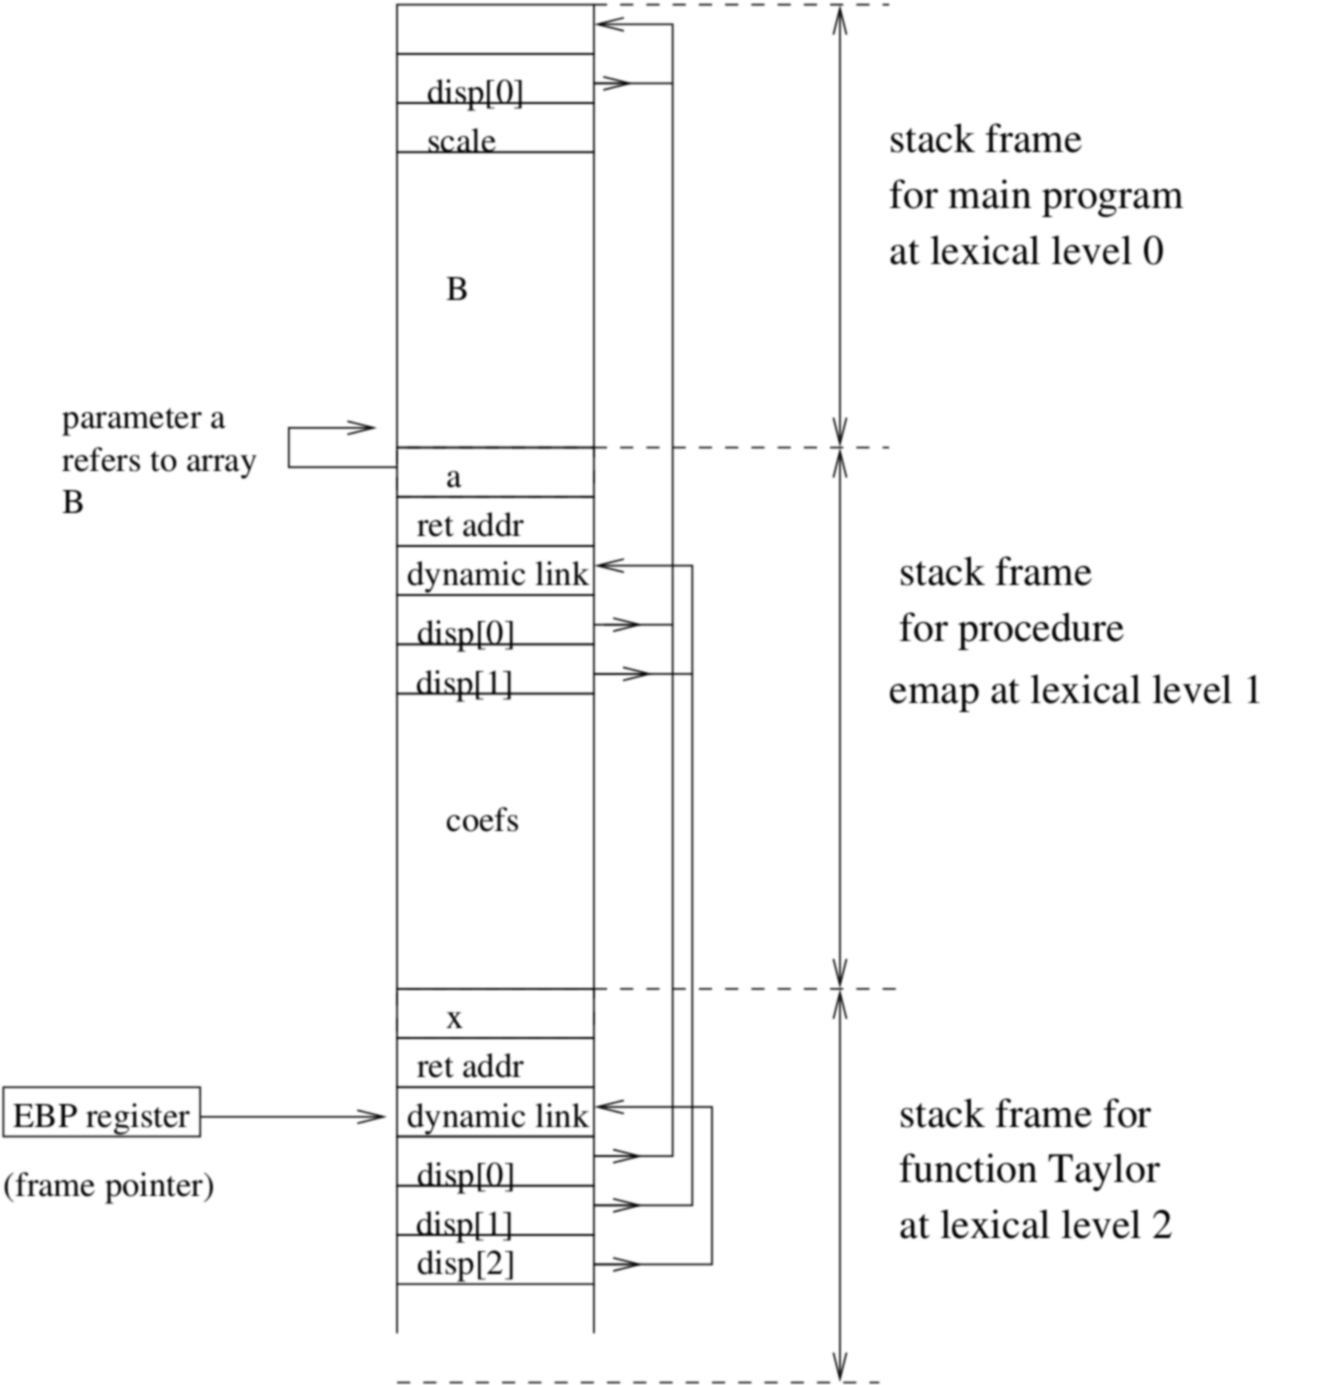 disp[0]
scale
B
stack frame
for main program
at lexical level 0
parameter a
refers to array
B
a
ret addr
dynamic link
disp[0]
disp[1]
coefs
stack frame
for procedure
emap at lexical level 1
x
ret addr
EBP register
dynamic link
(frame pointer)
disp[0]
disp[1]
disp[2]
stack frame for
function Taylor
at lexical level 2